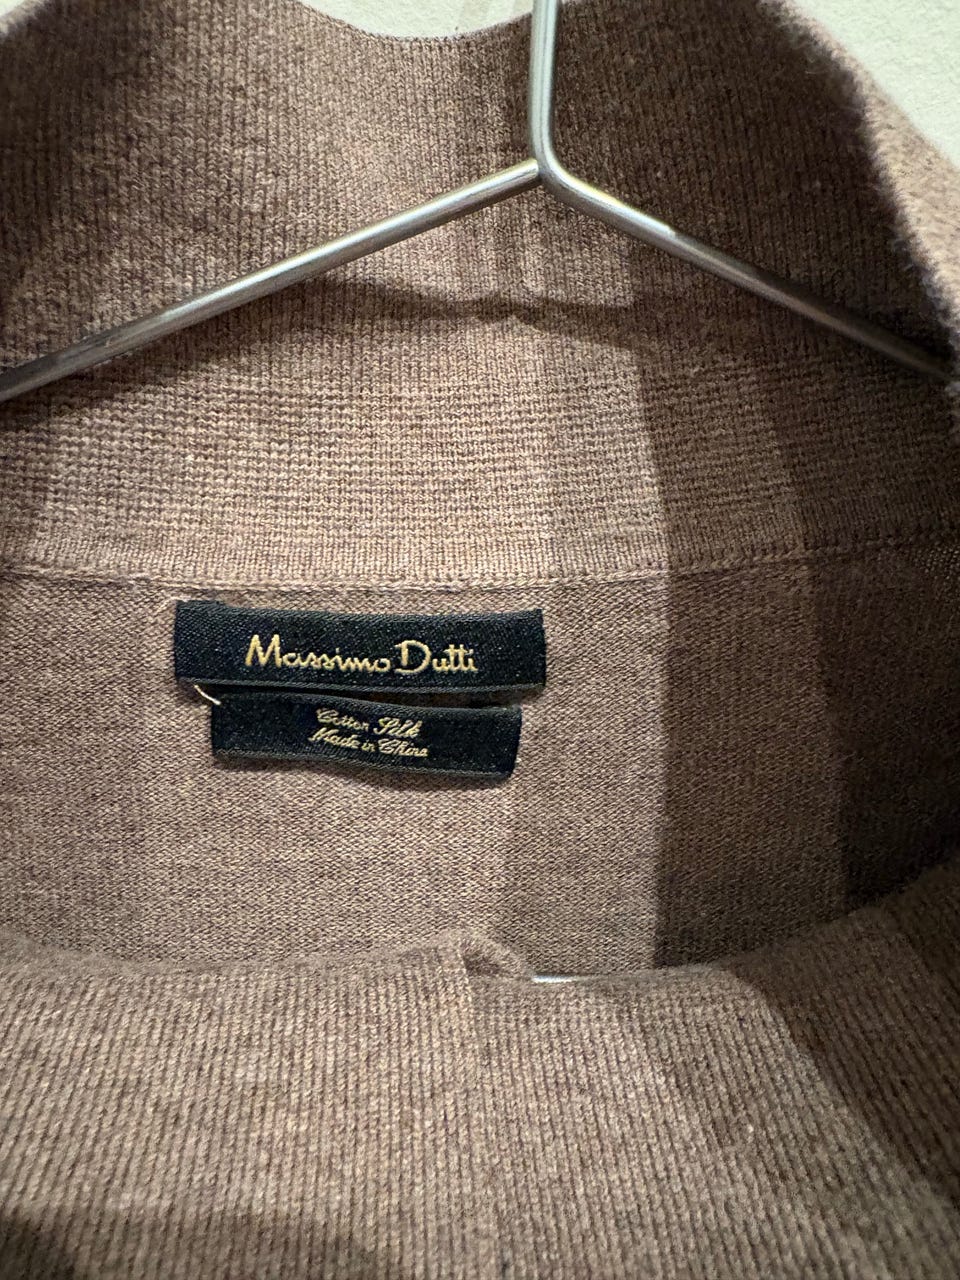 Massimo Dutti
Cotton Silk
Made in China